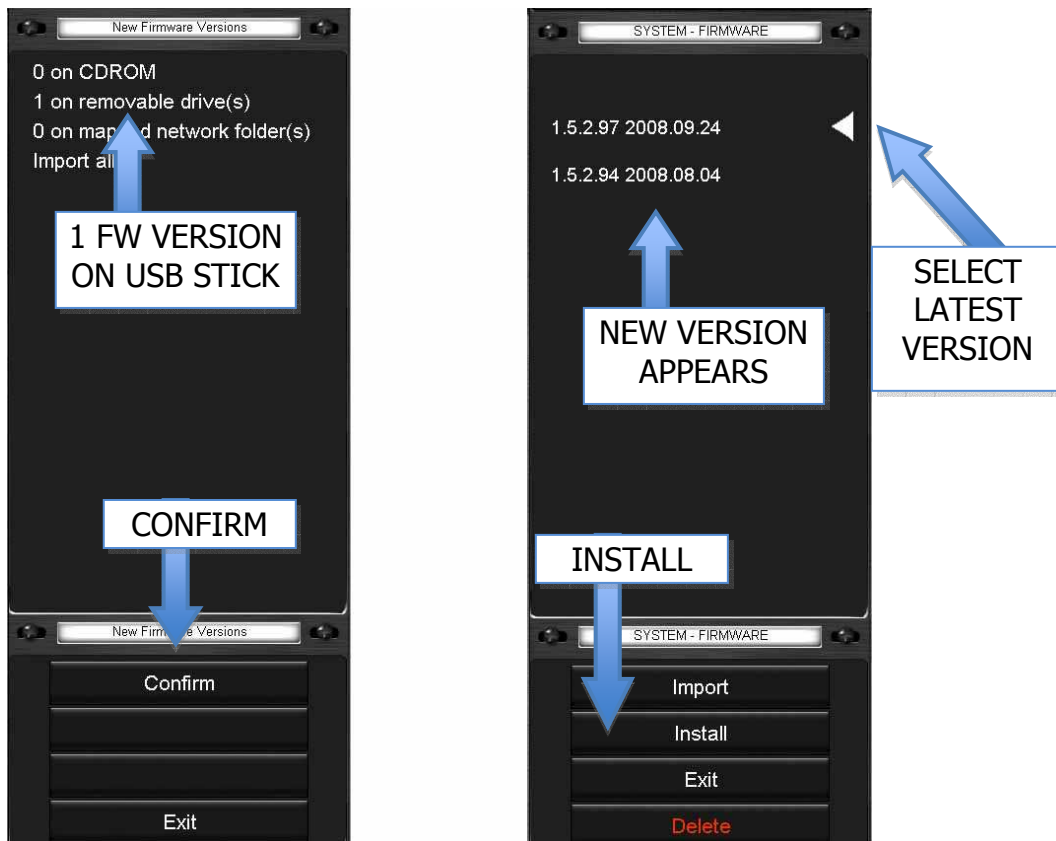 New Firmware Versions
0 on CDROM
1 on removable drive(s)
0 on map d network folder(s)
Import all
1 FW VERSION
ON USB STICK
CONFIRM
New Firm e Versions
Confirm
Exit
SYSTEM - FIRMWARE
1.5.2.97 2008.09.24
1.5.2.94 2008.08.04
SELECT
LATEST
VERSION
NEW VERSION
APPEARS
INSTALL
SYSTEM - FIRMWARE
Import
Install
Exit
Delete